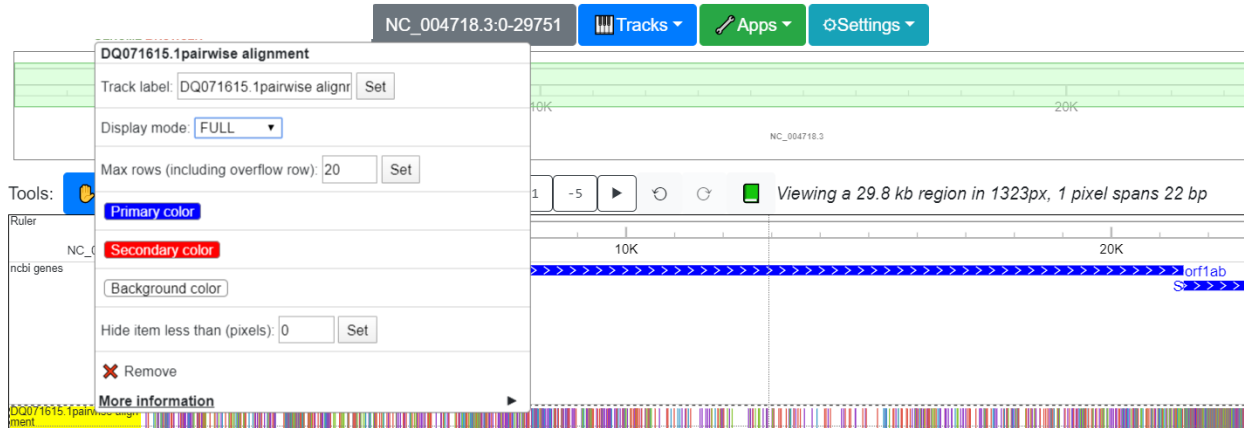 NC_004718.3:0-29751 Tracks Apps Settings
DQ071615.1pairwise alignment
Track label: DQ071615.1pairwise alignr Set
10K 20K
Display mode: FULL
NC_004718.3
Max rows (including overflow row): 20 Set
Tools: 1 -5 Viewing a 29.8 kb region in 1323px, 1 pixel spans 22 bp
Primary color
Ruler
NC_ Secondary color 10K 20K
ncbi genes orf1ab
Background color S
Hide item less than (pixels): 0 Set
Remove
More information
DQ071615.1pairwise align
ment